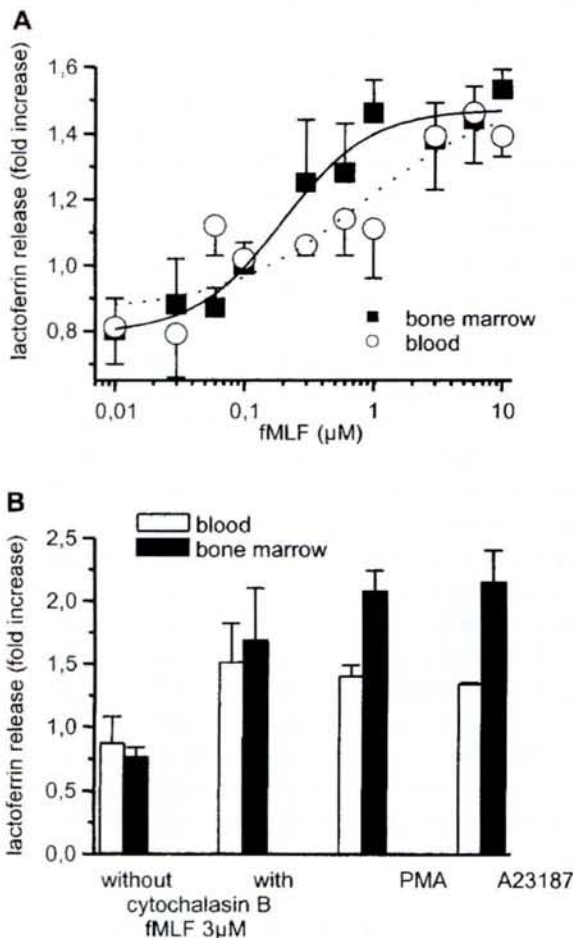 A
lactoferrin release (fold increase)
1,6
1,4
1,2
1,0
0,8
bone marrow
blood
0,01 0,1 1 10
fMLF (µM)
B
lactoferrin release (fold increase)
blood
bone marrow
2,5
2,0
1,5
1,0
0,5
0,0
without with PMA A23187
cytochalasin B
fMLF 3µM